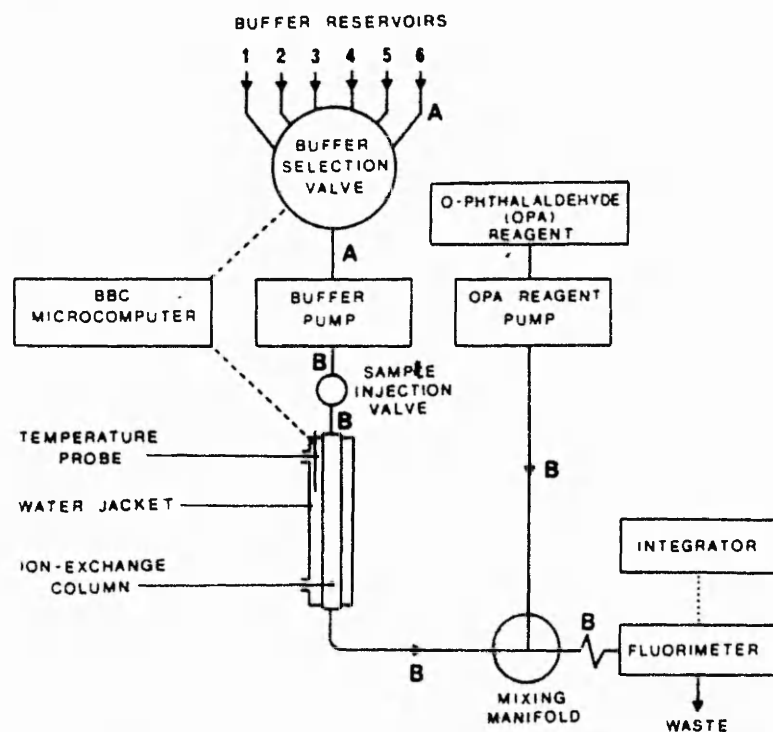 BUFFER RESERVOIRS
1 2 3 4 5 6
A
BUFFER
SELECTION
VALVE
O-PHTHALALDEHYDE
(OPA)
REAGENT
A
BBC
MICROCOMPUTER
BUFFER
PUMP
OPA REAGENT
PUMP
B
SAMPLE
INJECTION
VALVE
B
TEMPERATURE
PROBE
B
WATER JACKET
INTEGRATOR
ION-EXCHANGE
COLUMN
B
FLUORIMETER
B
MIXING
MANIFOLD
WASTE